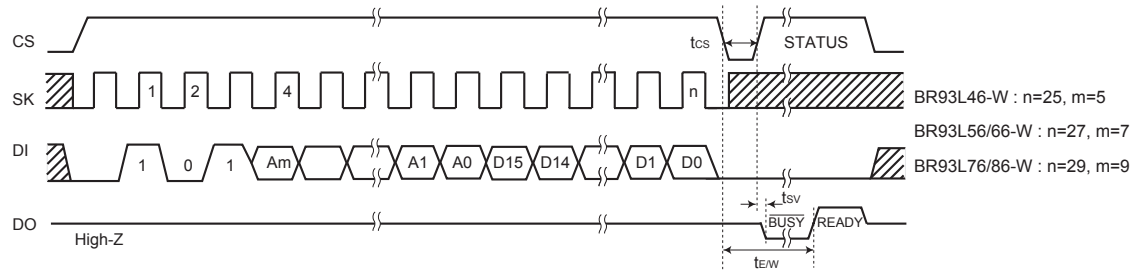 CS
tCS
STATUS
SK
1
2
4
n
BR93L46-W : n=25, m=5
BR93L56/66-W : n=27, m=7
DI
1
0
1
Am
A1
A0
D15
D14
D1
D0
BR93L76/86-W : n=29, m=9
tSV
DO
BUSY
READY
High-Z
tE/W